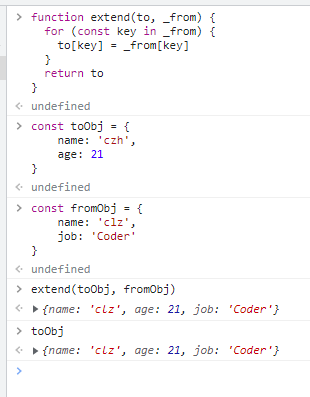 > function extend(to, _from) {
for (const key in _from) {
to[key] = _from[key]
}
return to
}
undefined
> const toObj = {
name: 'czh',
age: 21
}
undefined
> const fromObj = {
name: 'clz',
job: 'Coder'
}
undefined
> extend(toObj, fromObj)
{name: 'clz', age: 21, job: 'Coder'}
> toObj
{name: 'clz', age: 21, job: 'Coder'}
>